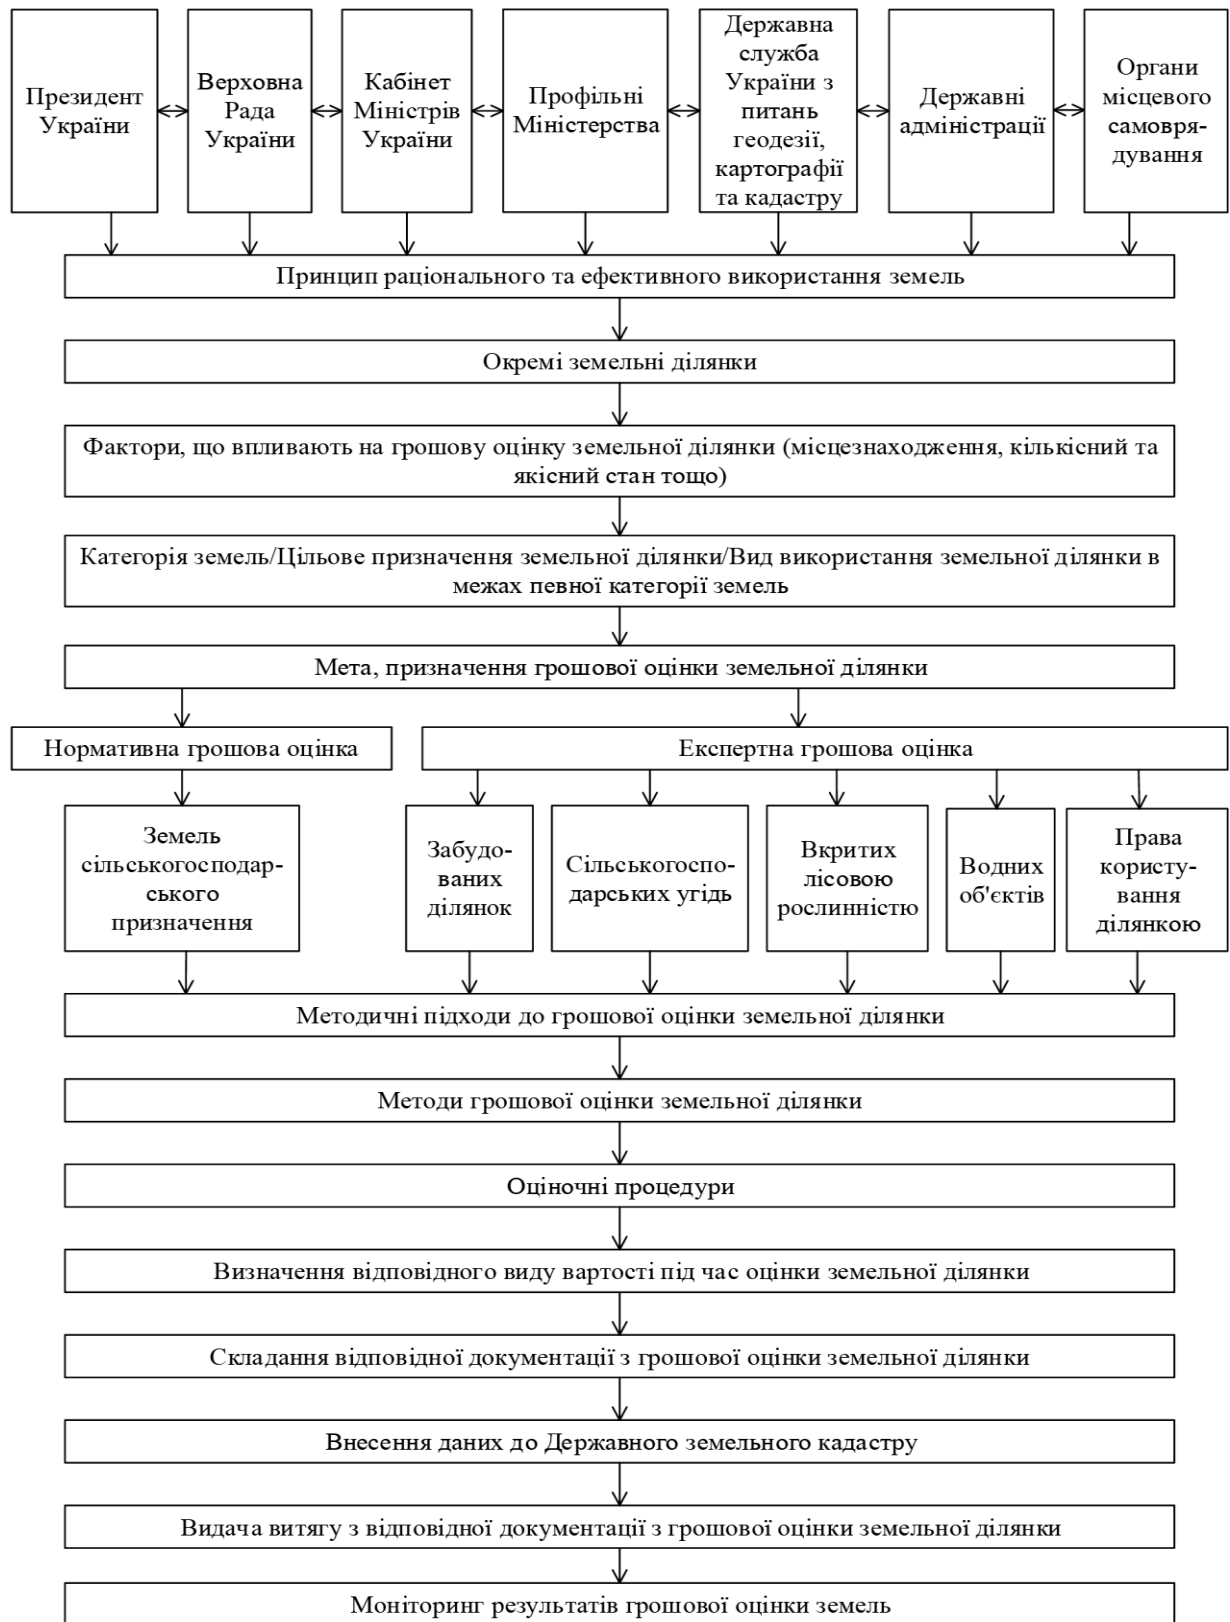 Президент
України
Верховна
Рада
України
Кабінет
Міністрів
України
Профільні
Міністерства
Державна
служба
України з
питань
геодезії,
картографії
та кадастру
Державні
адміністрації
Органи
місцевого
самовря-
дування
Принцип раціонального та ефективного використання земель
Окремі земельні ділянки
Фактори, що впливають на грошову оцінку земельної ділянки (місцезнаходження, кількісний та
якісний стан тощо)
Категорія земель/Цільове призначення земельної ділянки/Вид використання земельної ділянки в
межах певної категорії земель
Мета, призначення грошової оцінки земельної ділянки
Нормативна грошова оцінка
Експертна грошова оцінка
Земель
сільськогосподар-
ського
призначення
Забудо-
ваних
ділянок
Сільськогоспо-
дарських угідь
Вкритих
лісовою
рослинністю
Водних
об'єктів
Права
користу-
вання
ділянкою
Методичні підходи до грошової оцінки земельної ділянки
Методи грошової оцінки земельної ділянки
Оціночні процедури
Визначення відповідного виду вартості під час оцінки земельної ділянки
Складання відповідної документації з грошової оцінки земельної ділянки
Внесення даних до Державного земельного кадастру
Видача витягу з відповідної документації з грошової оцінки земельної ділянки
Моніторинг результатів грошової оцінки земель